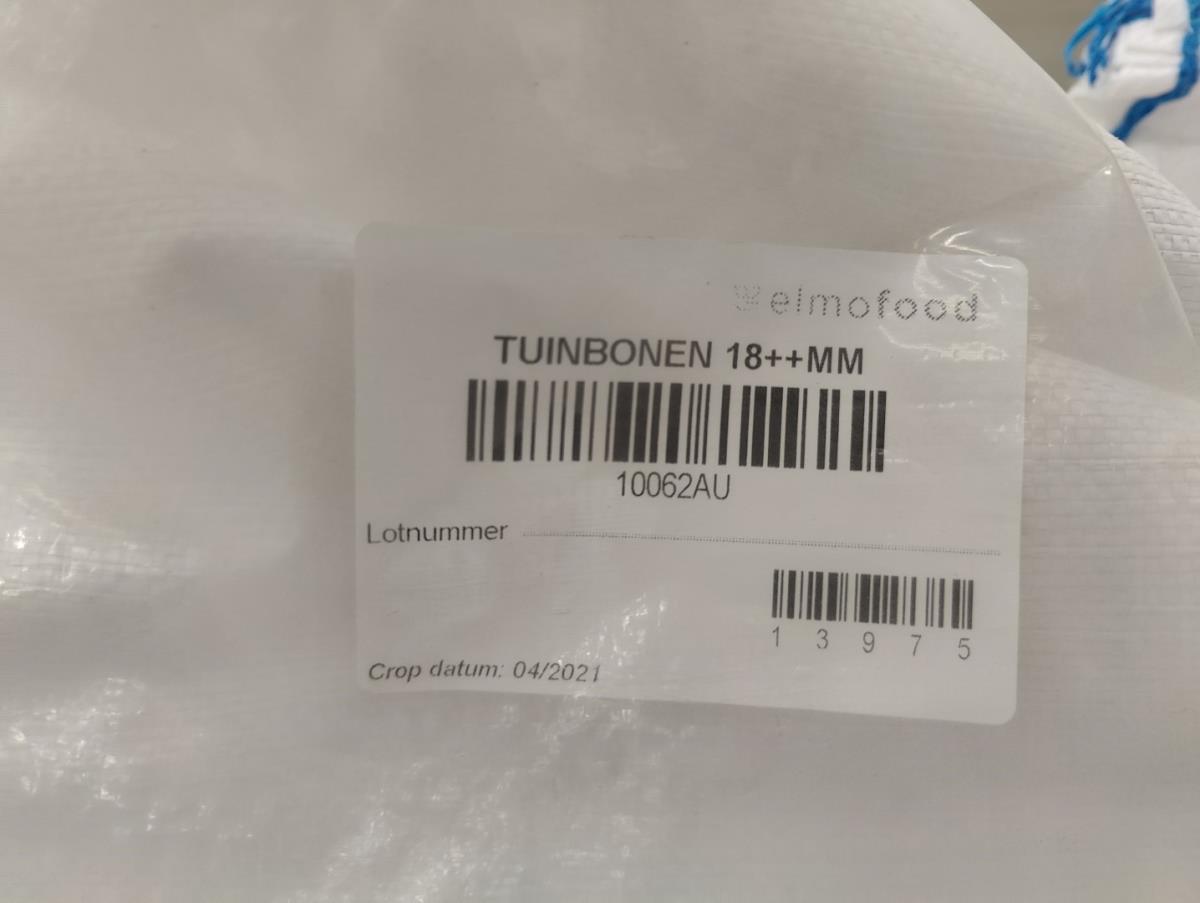 elmofood
TUINBONEN 18++MM
10062AU
Lotnummer
1 3 9 7 5
Crop datum: 04/2021